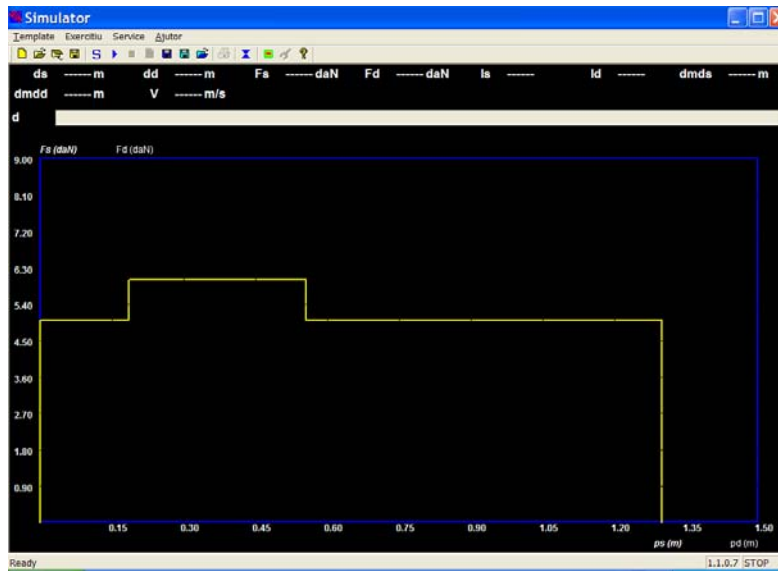 Simulator
Template Exercitiu Service Ajutor
S
ds ------ m dd ------ m Fs ------ daN Fd ------ daN Is ------ Id ------ dmds ------ m
dmdd ------ m V ------ m/s
d
Fs (daN) Fd (daN)
9.00
8.10
7.20
6.30
5.40
4.50
3.60
2.70
1.80
0.90
0.15 0.30 0.45 0.60 0.75 0.90 1.05 1.20 1.35 1.50
ps (m) pd (m)
Ready 1.1.0.7 STOP